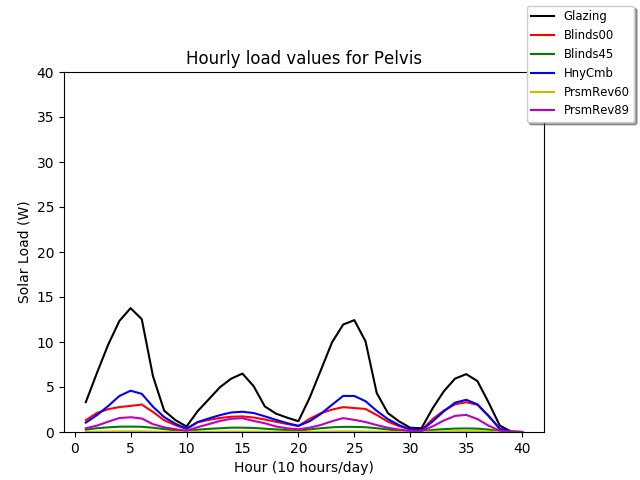 Hourly load values for Pelvis
Glazing
Blinds00
Blinds45
HnyCmb
PrsmRev60
PrsmRev89
Solar Load (W)
40
35
30
25
20
15
10
5
0
0 5 10 15 20 25 30 35 40
Hour (10 hours/day)